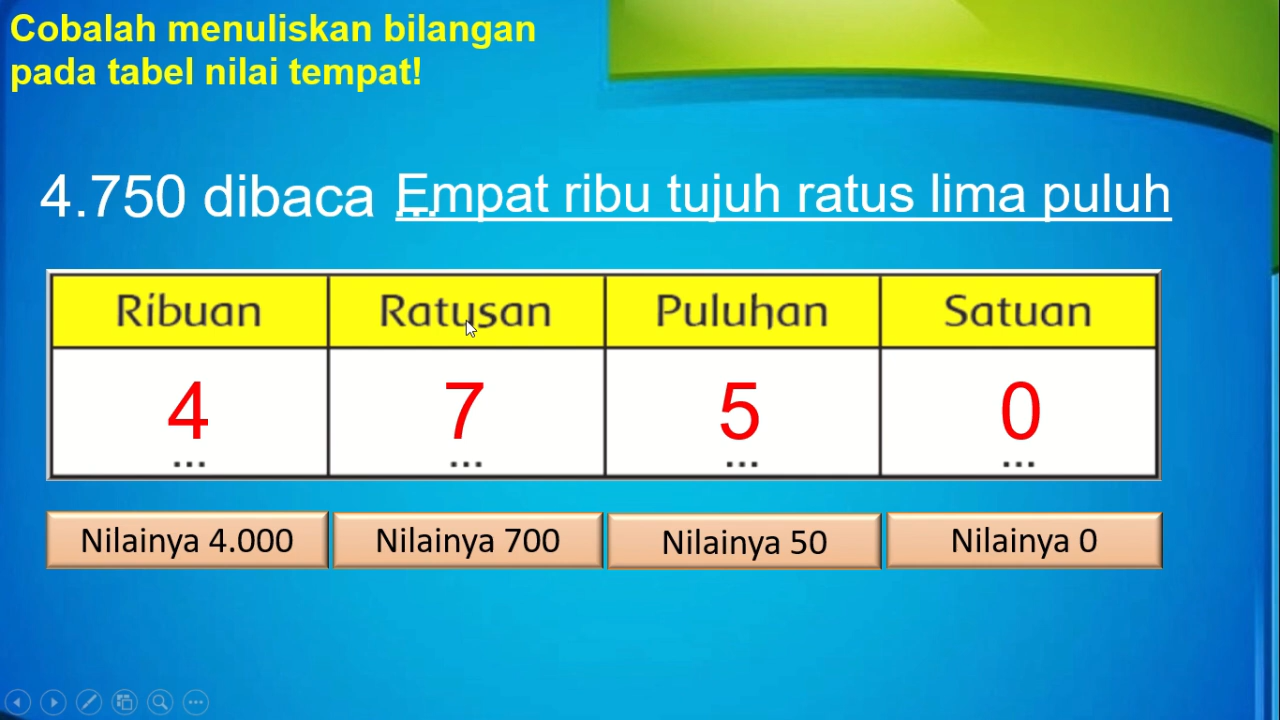 Cobalah menuliskan bilangan
pada tabel nilai tempat!
4.750 dibaca ... Empat ribu tujuh ratus lima puluh
Ribuan Ratusan Puluhan Satuan
4 7 5 0
... ... ... ...
Nilainya 4.000 Nilainya 700 Nilainya 50 Nilainya 0